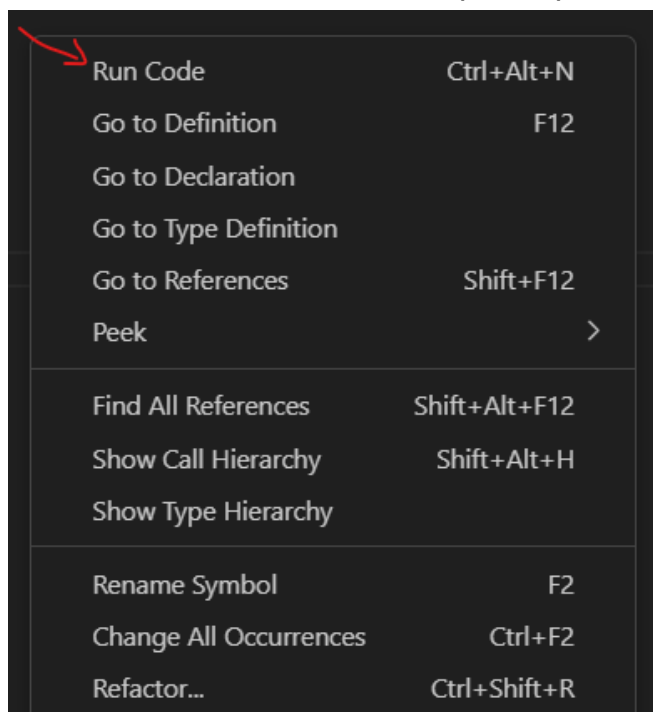 Run Code Ctrl+Alt+N
Go to Definition F12
Go to Declaration
Go to Type Definition
Go to References Shift+F12
Peek
Find All References Shift+Alt+F12
Show Call Hierarchy Shift+Alt+H
Show Type Hierarchy
Rename Symbol F2
Change All Occurrences Ctrl+F2
Refactor... Ctrl+Shift+R